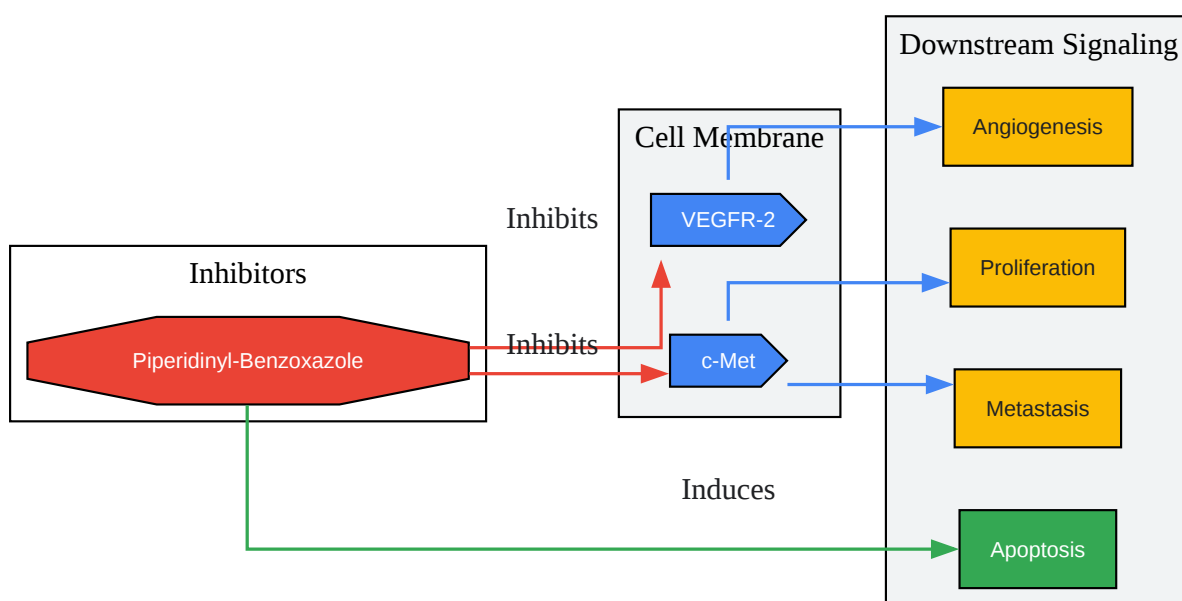 Downstream Signaling
Angiogenesis
Cell Membrane
VEGFR-2
Inhibits
Inhibitors
Proliferation
Piperidinyl-Benzoxazole
Inhibits
c-Met
Metastasis
Induces
Apoptosis